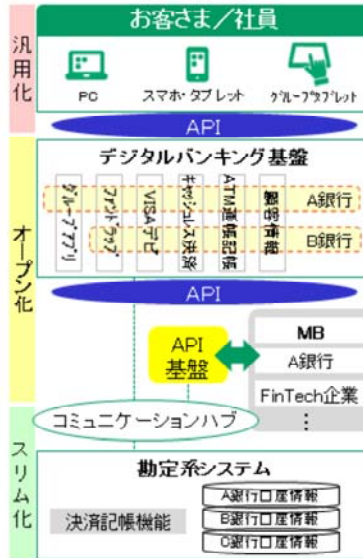 汎用化
お客さま／社員
PC
スマホ・タブレット
グループタブレット
API
オープン化
デジタルバンキング基盤
グループアプリ
ファンドラップ
VISAデビ
キャッシュレス決済
ATM通帳記帳
顧客情報
A銀行
B銀行
API
API
基盤
MB
A銀行
FinTech企業
⋮
コミュニケーションハブ
スリム化
勘定系システム
決済記帳機能
A銀行口座情報
B銀行口座情報
C銀行口座情報